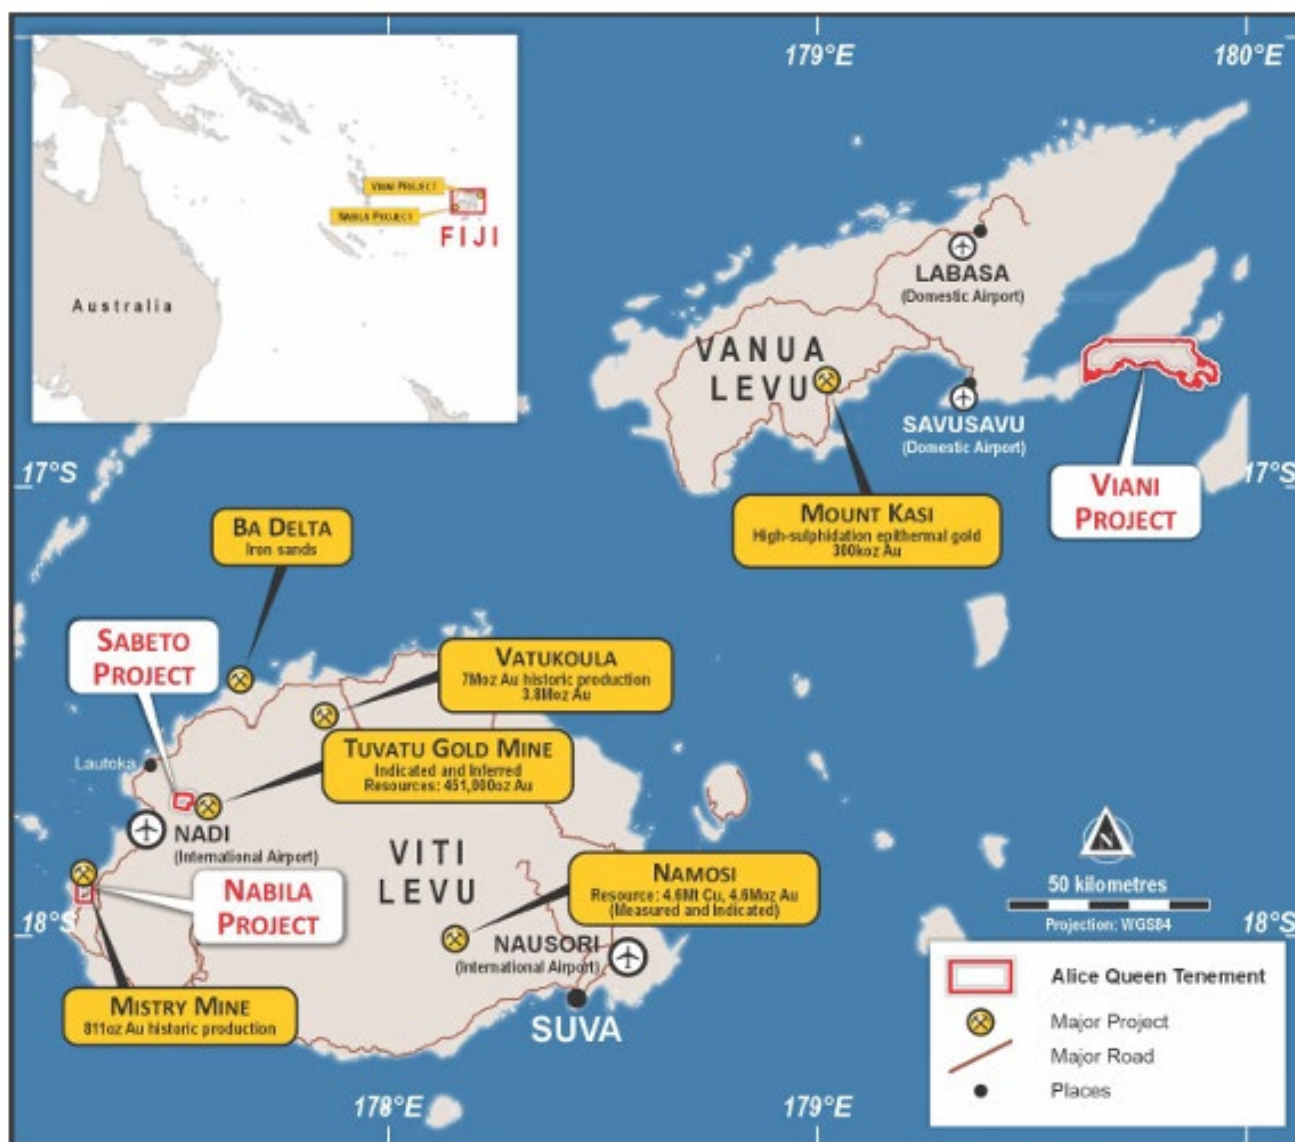 179°E
180°E
VIANI PROJECT
NABILA PROJECT
FIJI
Australia
LABASA
(Domestic Airport)
VANUA
LEVU
SAVUSAVU
(Domestic Airport)
17°S
17°S
VIANI
PROJECT
MOUNT KASI
High-sulphidation epithermal gold
300koz Au
BA DELTA
Iron sands
SABETO
PROJECT
VATUKOULA
7Moz Au historic production
3.8Moz Au
TUVATU GOLD MINE
Indicated and Inferred
Resources: 451,000oz Au
Lautoka
NADI
(International Airport)
VITI
LEVU
NABILA
PROJECT
NAMOSI
Resource: 4.6Mt Cu, 4.6Moz Au
(Measured and Indicated)
N
50 kilometres
Projection: WGS84
18°S
18°S
NAUSORI
(International Airport)
MISTRY MINE
811oz Au historic production
SUVA
Alice Queen Tenement
Major Project
Major Road
Places
178°E
179°E